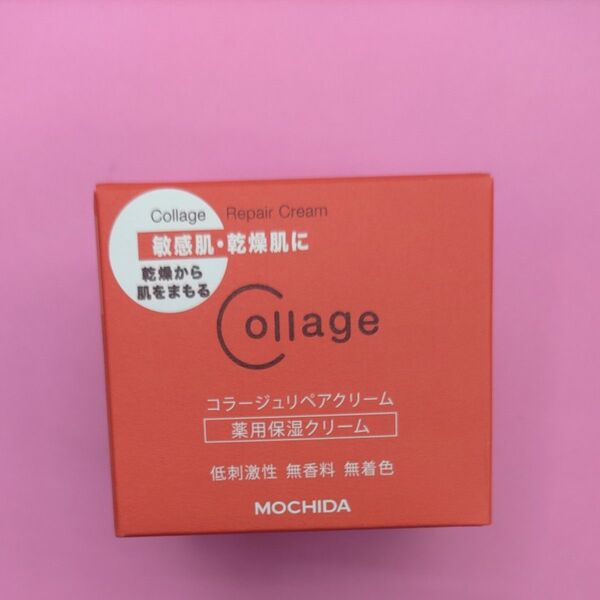 Collage Repair Cream
敏感肌・乾燥肌に
乾燥から
肌をまもる
Collage
コラージュリペアクリーム
薬用保湿クリーム
低刺激性 無香料 無着色
MOCHIDA